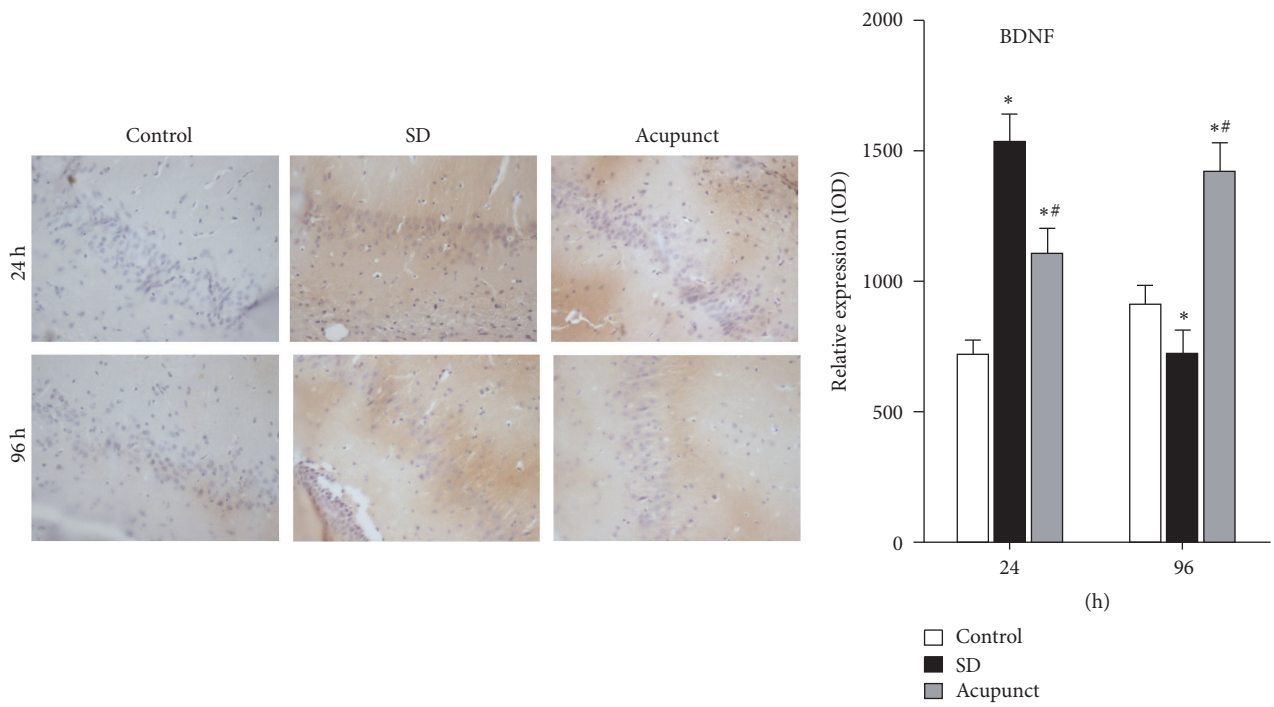 Control SD Acupunct
24 h
96 h
BDNF
Relative expression (IOD)
2000
1500
1000
500
0
*
*#
*
*#
24 96
(h)
Control
SD
Acupunct